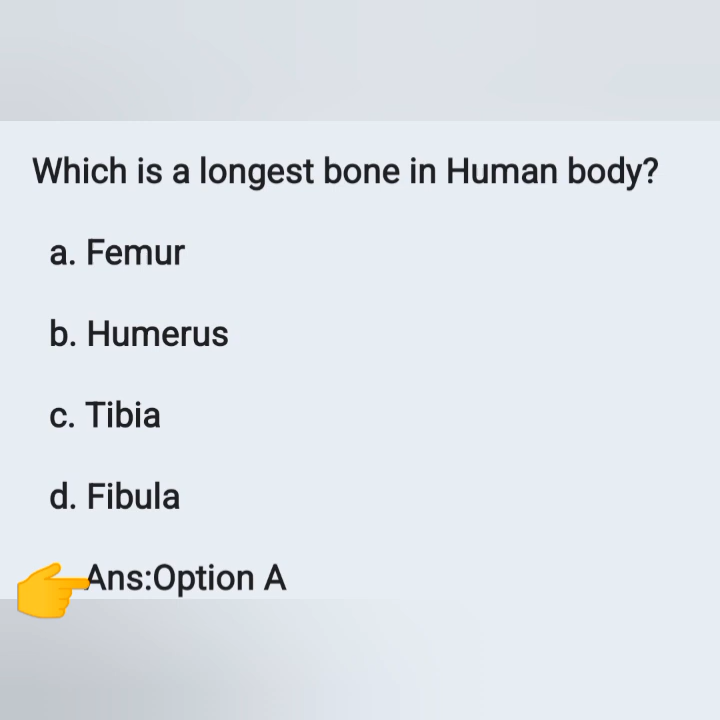 Which is a longest bone in Human body?
a. Femur
b. Humerus
c. Tibia
d. Fibula
Ans:Option A